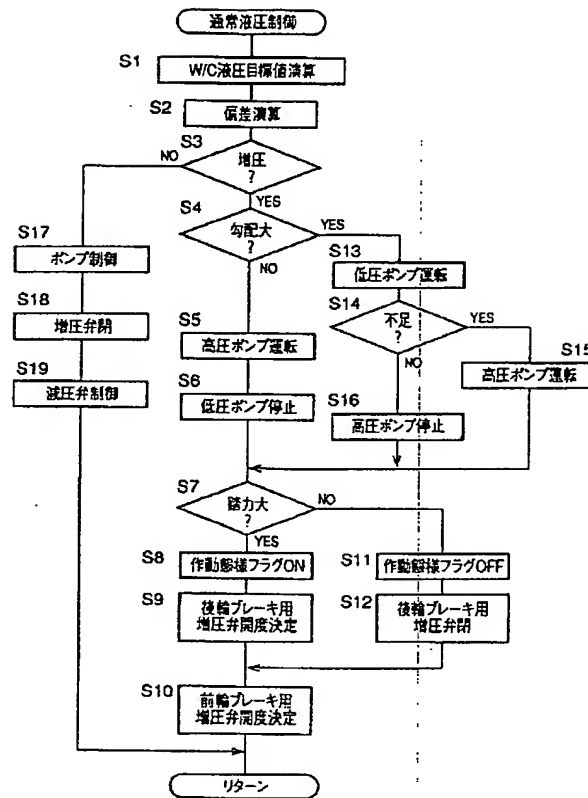 通常液圧制御
S1
W/C液圧目標値演算
S2
偏差演算
S3
増圧
?
NO
YES
S4
勾配大
?
YES
NO
S17
ポンプ制御
S18
増圧弁閉
S19
減圧弁制御
S5
高圧ポンプ運転
S6
低圧ポンプ停止
S13
低圧ポンプ運転
S14
不足
?
YES
NO
S15
高圧ポンプ運転
S16
高圧ポンプ停止
S7
踏力大
?
NO
YES
S8
作動態様フラグON
S9
後輪ブレーキ用
増圧弁開度決定
S11
作動態様フラグOFF
S12
後輪ブレーキ用
増圧弁閉
S10
前輪ブレーキ用
増圧弁開度決定
リターン